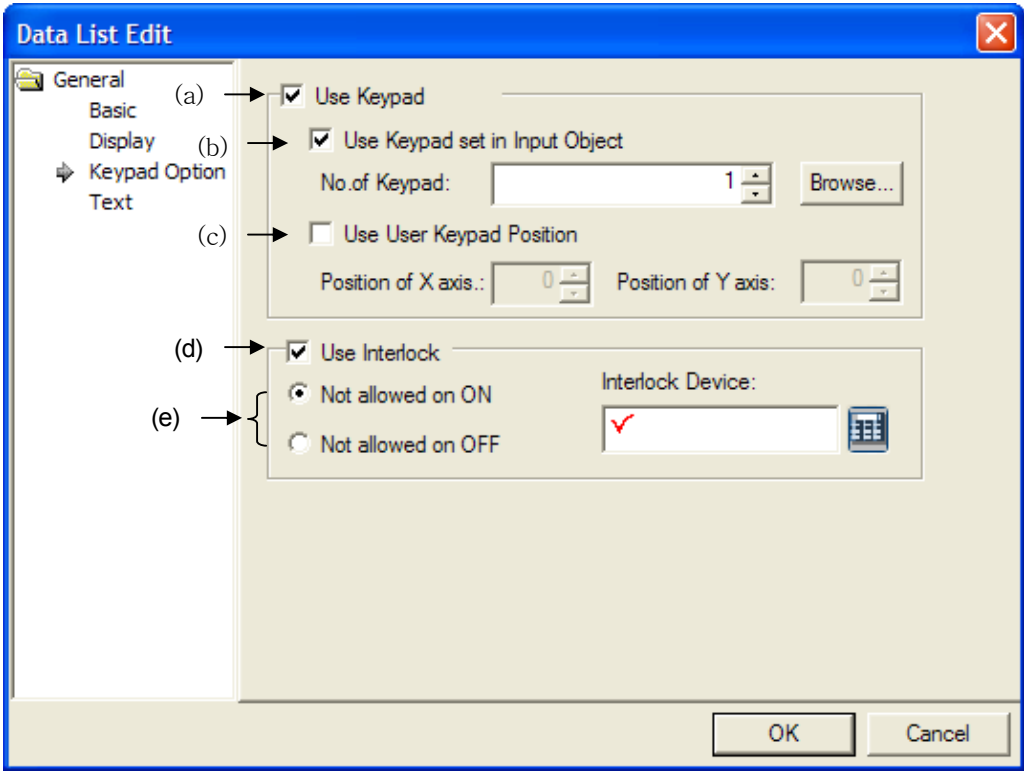 Data List Edit
General
Basic
Display
Keypad Option
Text
(a)
Use Keypad
(b)
Use Keypad set in Input Object
No.of Keypad:
1
Browse...
(c)
Use User Keypad Position
Position of X axis.:
0
Position of Y axis:
0
(d)
Use Interlock
(e)
Not allowed on ON
Not allowed on OFF
Interlock Device:
OK
Cancel